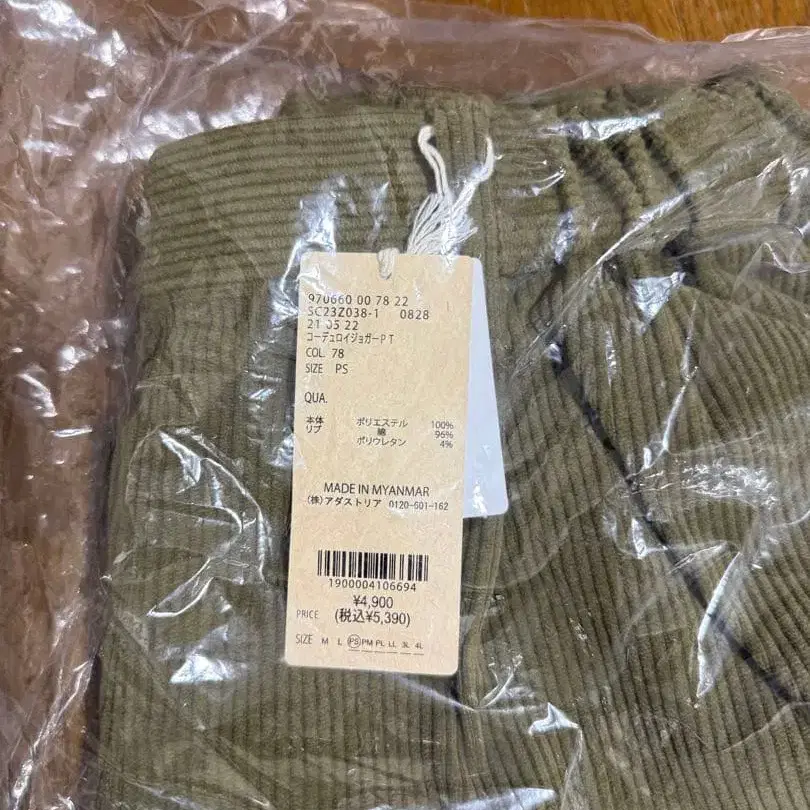 970660 00 78 22
SC23Z038-1 0828
21 05 22
コーデュロイジョガーPT
COL. 78
SIZE PS
QUA.
本体 ポリエステル 100%
リブ 綿 96%
ポリウレタン 4%
MADE IN MYANMAR
(株)アダストリア 0120-601-162
1900004106694
¥4,900
PRICE (税込¥5,390)
SIZE M L PS PM PL LL 3L 4L